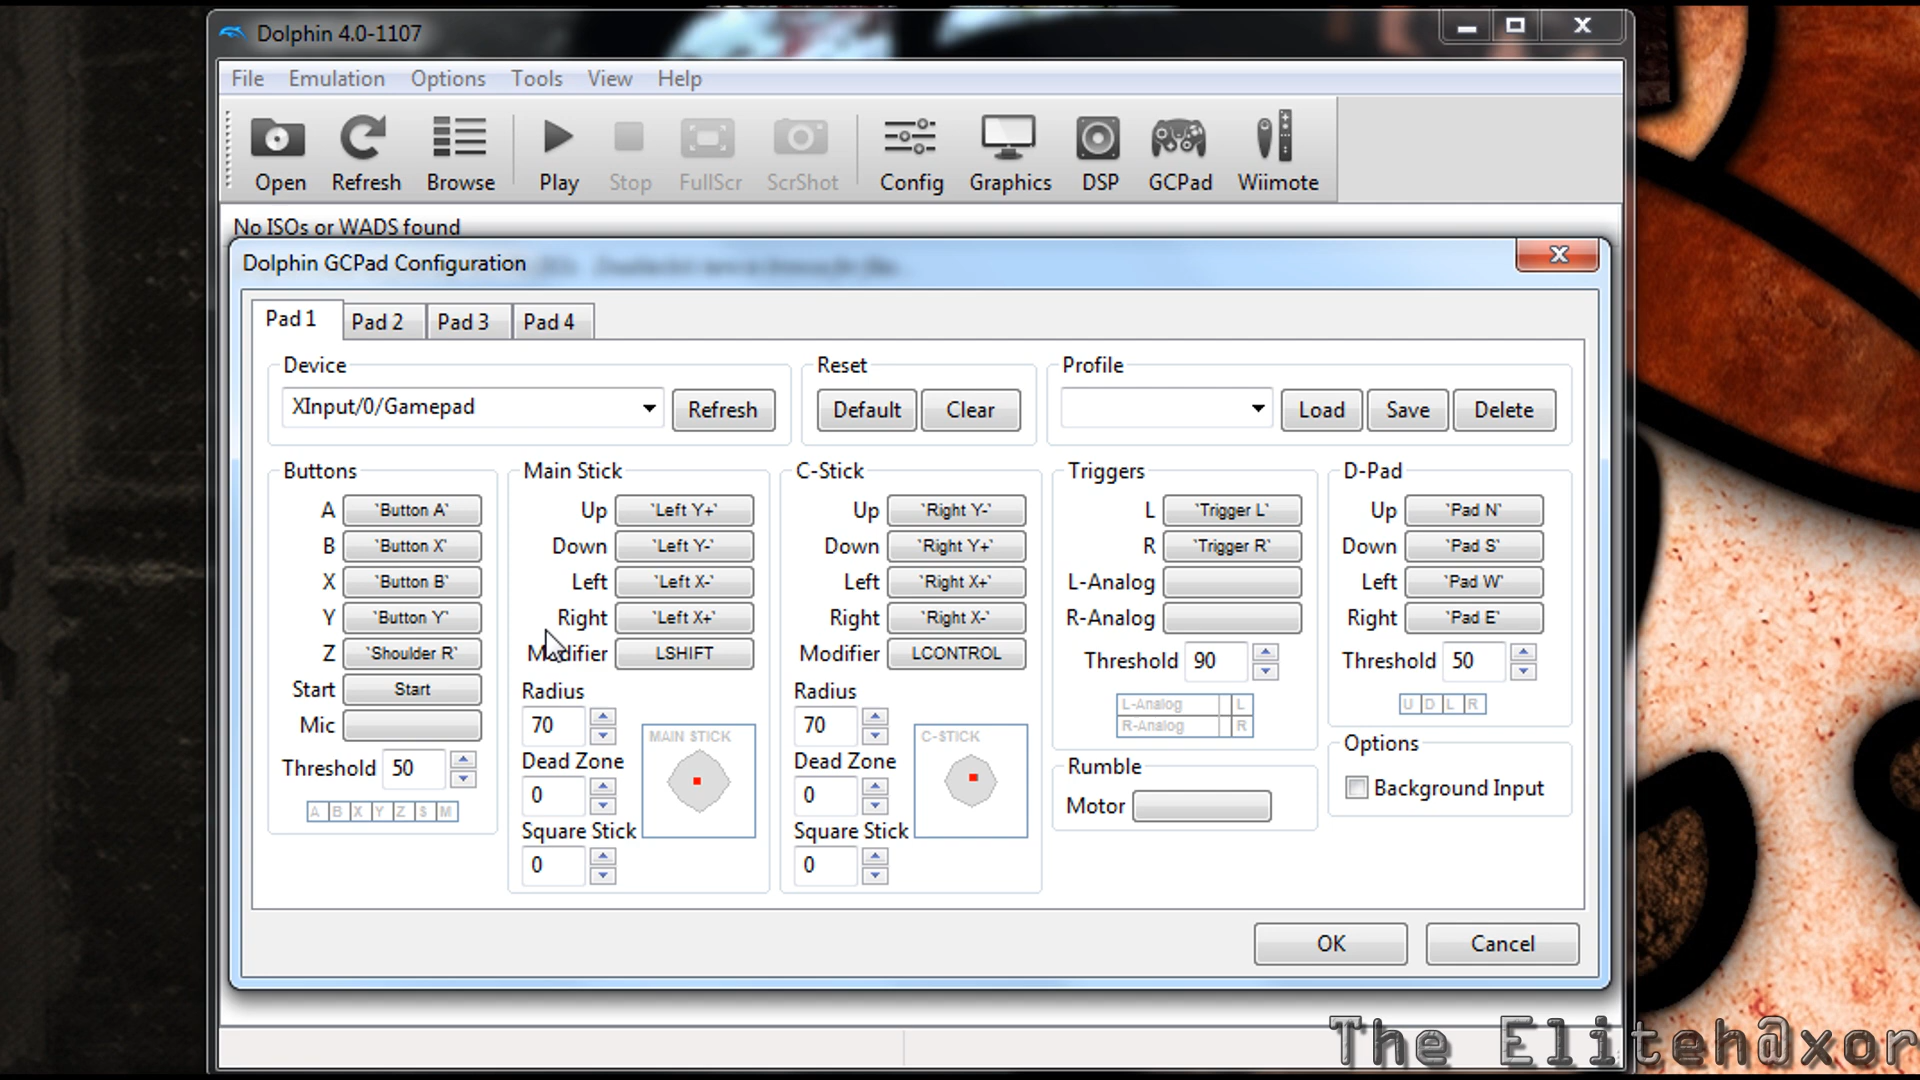 Dolphin 4.0-1107
File Emulation Options Tools View Help
Open Refresh Browse Play Stop FullScr ScrShot Config Graphics DSP GCPad Wiimote
No ISOs or WADS found
Dolphin GCPad Configuration
Pad 1 Pad 2 Pad 3 Pad 4
Device Reset Profile
XInput/0/Gamepad Refresh Default Clear Load Save Delete
Buttons Main Stick C-Stick Triggers D-Pad
A `Button A` Up `Left Y+` Up `Right Y-` L `Trigger L` Up `Pad N`
B `Button X` Down `Left Y-` Down `Right Y+` R `Trigger R` Down `Pad S`
X `Button B` Left `Left X-` Left `Right X+` L-Analog Left `Pad W`
Y `Button Y` Right `Left X+` Right `Right X-` R-Analog Right `Pad E`
Z `Shoulder R` Modifier LSHIFT Modifier LCONTROL Threshold 90 Threshold 50
Start Start Radius Radius L-Analog L U D L R
Mic 70 MAIN STICK 70 C-STICK R-Analog R Options
Threshold 50 Dead Zone Dead Zone Rumble Background Input
A B X Y Z S M 0 0 Motor
Square Stick Square Stick
0 0
OK Cancel
The Eliteh@xor